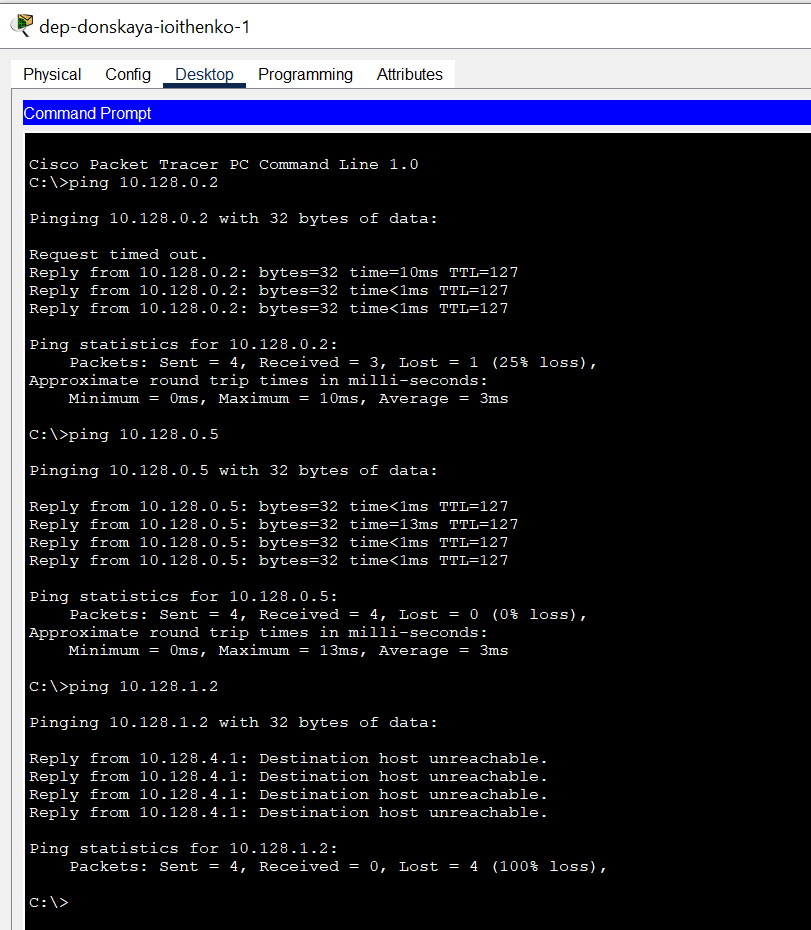 dep-donskaya-ioithenko-1
Physical Config Desktop Programming Attributes
Command Prompt
Cisco Packet Tracer PC Command Line 1.0
C:\>ping 10.128.0.2
Pinging 10.128.0.2 with 32 bytes of data:
Request timed out.
Reply from 10.128.0.2: bytes=32 time=10ms TTL=127
Reply from 10.128.0.2: bytes=32 time<1ms TTL=127
Reply from 10.128.0.2: bytes=32 time<1ms TTL=127
Ping statistics for 10.128.0.2:
Packets: Sent = 4, Received = 3, Lost = 1 (25% loss),
Approximate round trip times in milli-seconds:
Minimum = 0ms, Maximum = 10ms, Average = 3ms
C:\>ping 10.128.0.5
Pinging 10.128.0.5 with 32 bytes of data:
Reply from 10.128.0.5: bytes=32 time<1ms TTL=127
Reply from 10.128.0.5: bytes=32 time=13ms TTL=127
Reply from 10.128.0.5: bytes=32 time<1ms TTL=127
Reply from 10.128.0.5: bytes=32 time<1ms TTL=127
Ping statistics for 10.128.0.5:
Packets: Sent = 4, Received = 4, Lost = 0 (0% loss),
Approximate round trip times in milli-seconds:
Minimum = 0ms, Maximum = 13ms, Average = 3ms
C:\>ping 10.128.1.2
Pinging 10.128.1.2 with 32 bytes of data:
Reply from 10.128.4.1: Destination host unreachable.
Reply from 10.128.4.1: Destination host unreachable.
Reply from 10.128.4.1: Destination host unreachable.
Reply from 10.128.4.1: Destination host unreachable.
Ping statistics for 10.128.1.2:
Packets: Sent = 4, Received = 0, Lost = 4 (100% loss),
C:\>